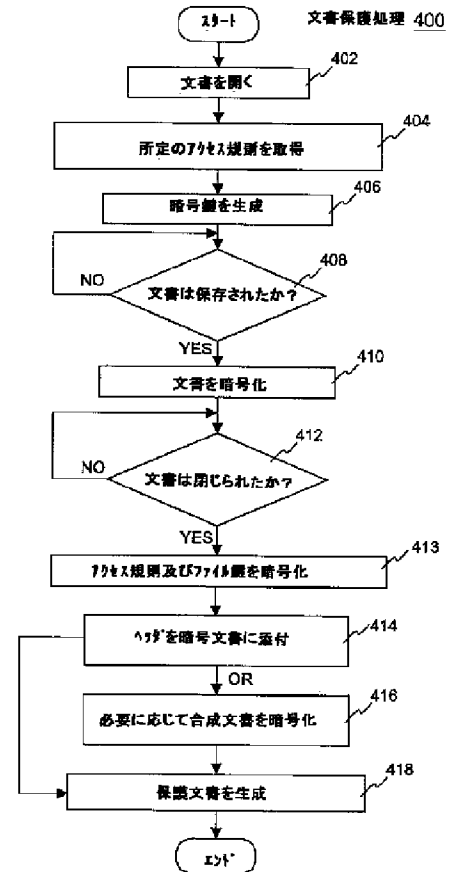 文書保護処理 400
スタート
402
文書を開く
404
所定のアクセス規則を取得
406
暗号鍵を生成
408
文書は保存されたか?
NO
YES
410
文書を暗号化
412
文書は閉じられたか?
NO
YES
413
アクセス規則及びファイル鍵を暗号化
414
ヘッダを暗号文書に添付
OR
416
必要に応じて合成文書を暗号化
418
保護文書を生成
エンド